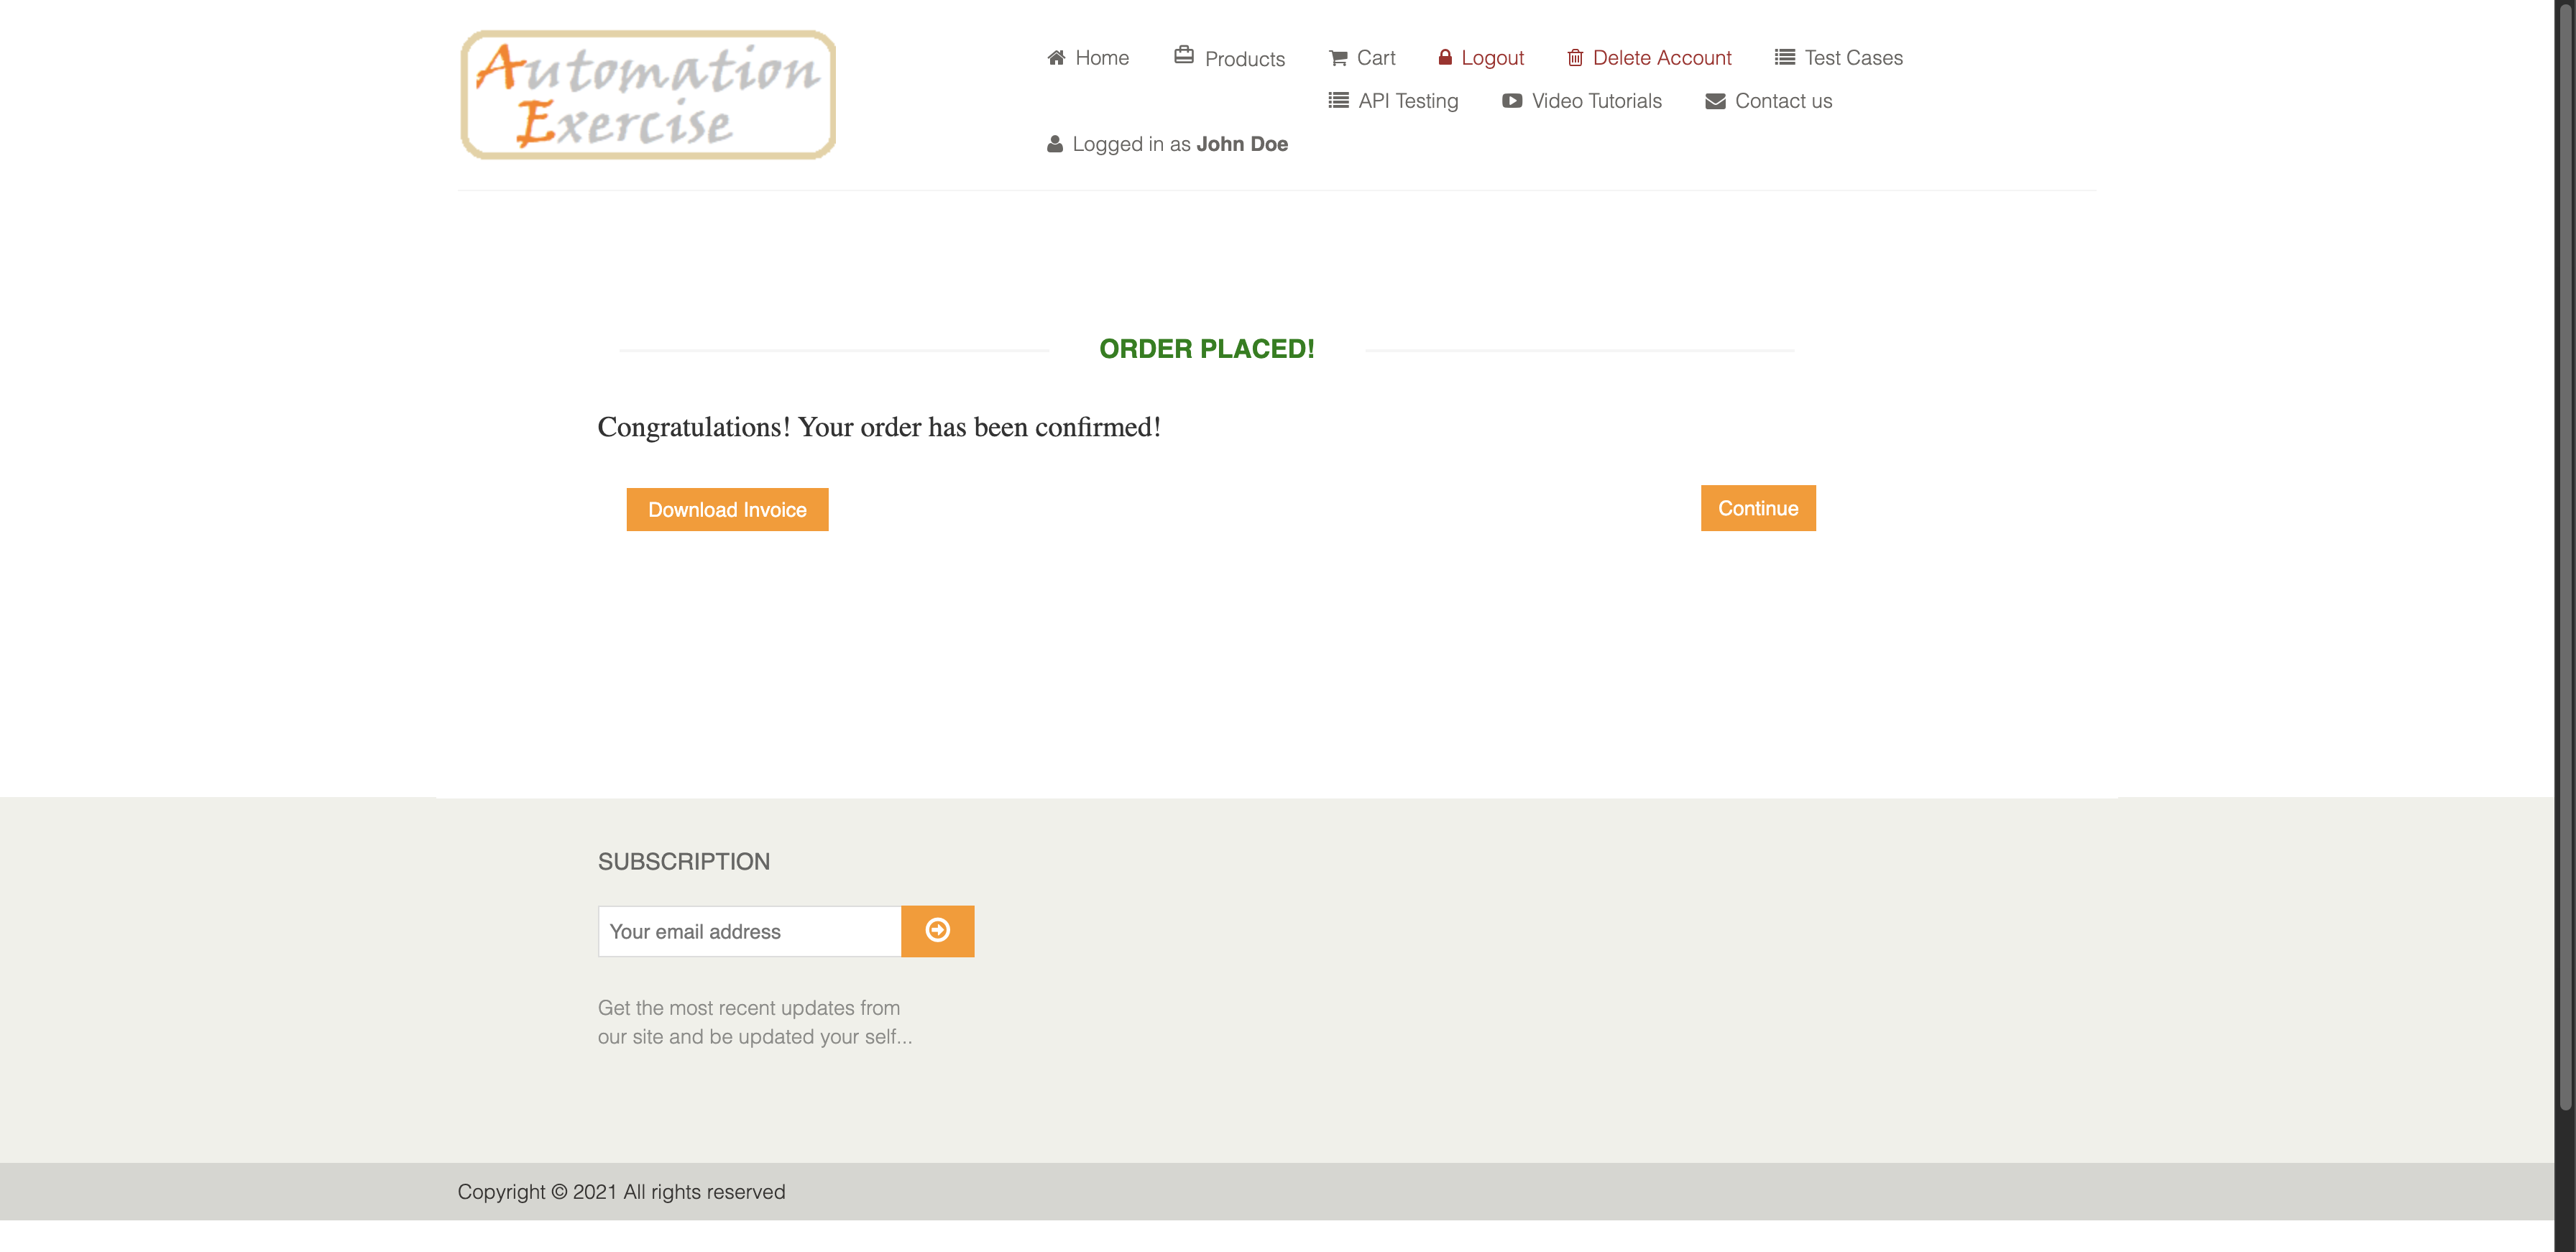 Automation
Exercise
Home Products Cart Logout Delete Account Test Cases
API Testing Video Tutorials Contact us
Logged in as John Doe
ORDER PLACED!
Congratulations! Your order has been confirmed!
Download Invoice Continue
SUBSCRIPTION
Your email address
Get the most recent updates from
our site and be updated your self...
Copyright © 2021 All rights reserved